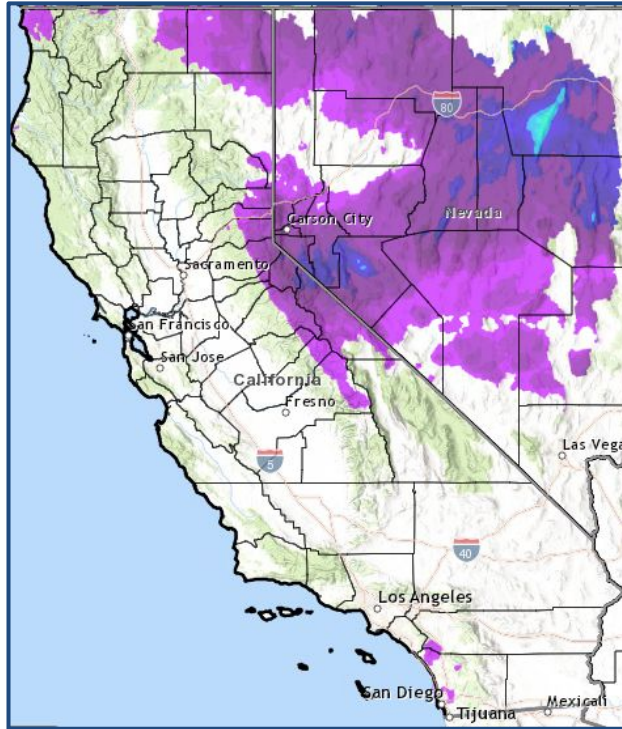 80
Carson City
Nevada
Sacramento
San Francisco
San Jose
California
Fresno
5
Las Vega
40
Los Angeles
San Diego
Mexicali
Tijuana